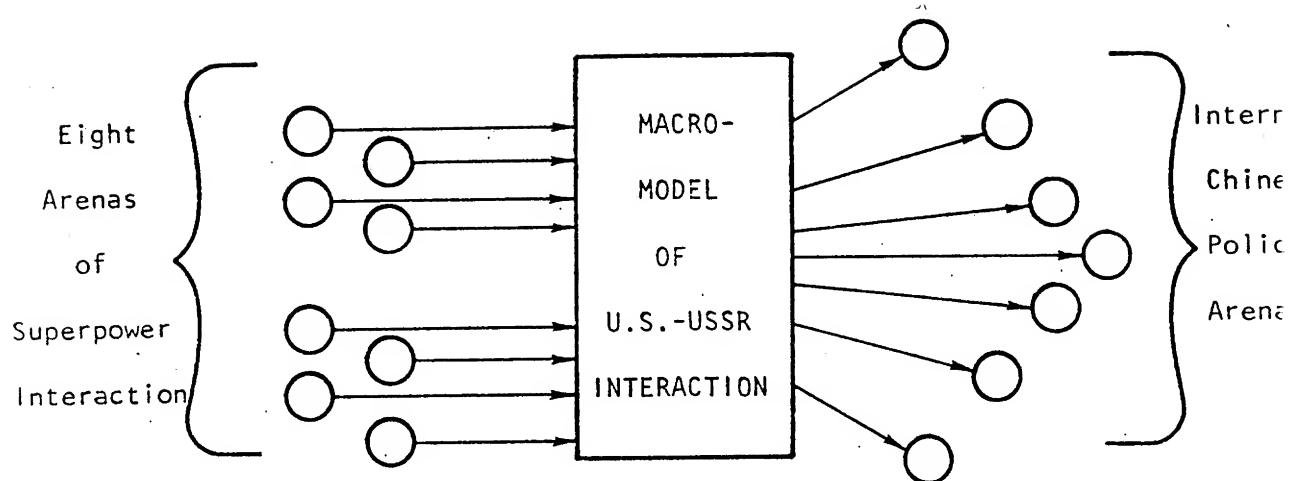 Eight
Arenas
of
Superpower
Interaction
MACRO-
MODEL
OF
U.S.-USSR
INTERACTION